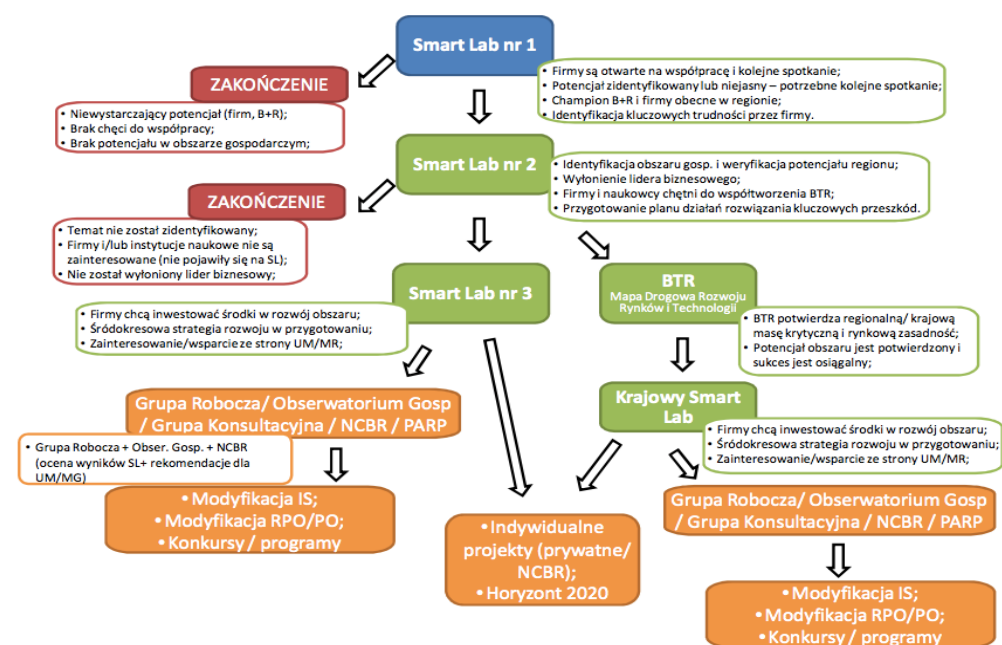 Smart Lab nr 1
ZAKOŃCZENIE
• Firmy są otwarte na współpracę i kolejne spotkanie;
• Potencjał zidentyfikowany lub niejasny – potrzebne kolejne spotkanie;
• Champion B+R i firmy obecne w regionie;
• Identyfikacja kluczowych trudności przez firmy.
• Niewystarczający potencjał (firm, B+R);
• Brak chęci do współpracy;
• Brak potencjału w obszarze gospodarczym;
Smart Lab nr 2
• Identyfikacja obszaru gosp. i weryfikacja potencjału regionu;
• Wyłonienie lidera biznesowego;
• Firmy i naukowcy chętni do współtworzenia BTR;
• Przygotowanie planu działań rozwiązania kluczowych przeszkód.
ZAKOŃCZENIE
• Temat nie został zidentyfikowany;
• Firmy i/lub instytucje naukowe nie są
zainteresowane (nie pojawiły się na SL);
• Nie został wyłoniony lider biznesowy;
Smart Lab nr 3
BTR
Mapa Drogowa Rozwoju
Rynków i Technologii
• Firmy chcą inwestować środki w rozwój obszaru;
• Śródokresowa strategia rozwoju w przygotowaniu;
• Zainteresowanie/wsparcie ze strony UM/MR;
• BTR potwierdza regionalną/ krajową
masę krytyczną i rynkową zasadność;
• Potencjał obszaru jest potwierdzony i
sukces jest osiągalny;
Grupa Robocza/ Obserwatorium Gosp
/ Grupa Konsultacyjna / NCBR / PARP
Krajowy Smart
Lab
• Grupa Robocza + Obser. Gosp. + NCBR
(ocena wyników SL+ rekomendacje dla
UM/MG)
• Firmy chcą inwestować środki w rozwój obszaru;
• Śródokresowa strategia rozwoju w przygotowaniu;
• Zainteresowanie/wsparcie ze strony UM/MR;
• Modyfikacja IS;
• Modyfikacja RPO/PO;
• Konkursy / programy
• Indywidualne
projekty (prywatne/
NCBR);
• Horyzont 2020
Grupa Robocza/ Obserwatorium Gosp
/ Grupa Konsultacyjna / NCBR / PARP
• Modyfikacja IS;
• Modyfikacja RPO/PO;
• Konkursy / programy